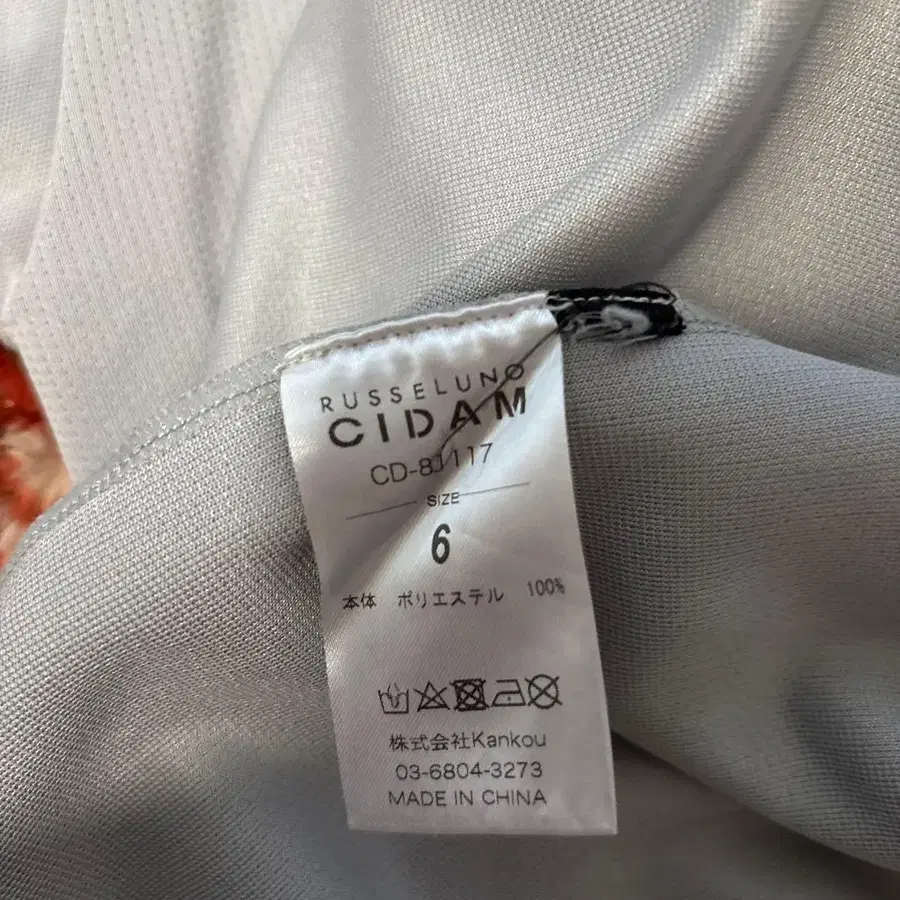 RUSSELUNO
CIDAM
CD-81117
SIZE
6
本体 ポリエステル 100%
株式会社Kankou
03-6804-3273
MADE IN CHINA